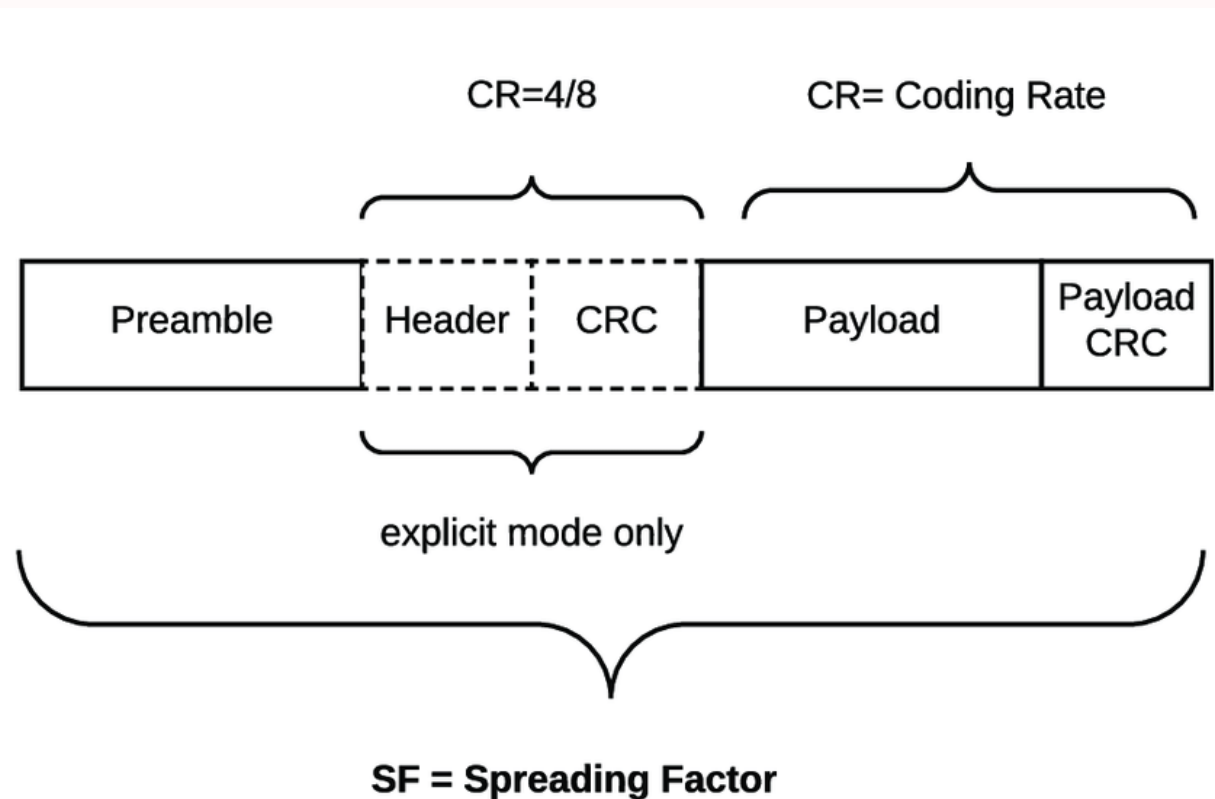 CR=4/8
CR= Coding Rate
Preamble
Header
CRC
Payload
Payload
CRC
explicit mode only
SF = Spreading Factor